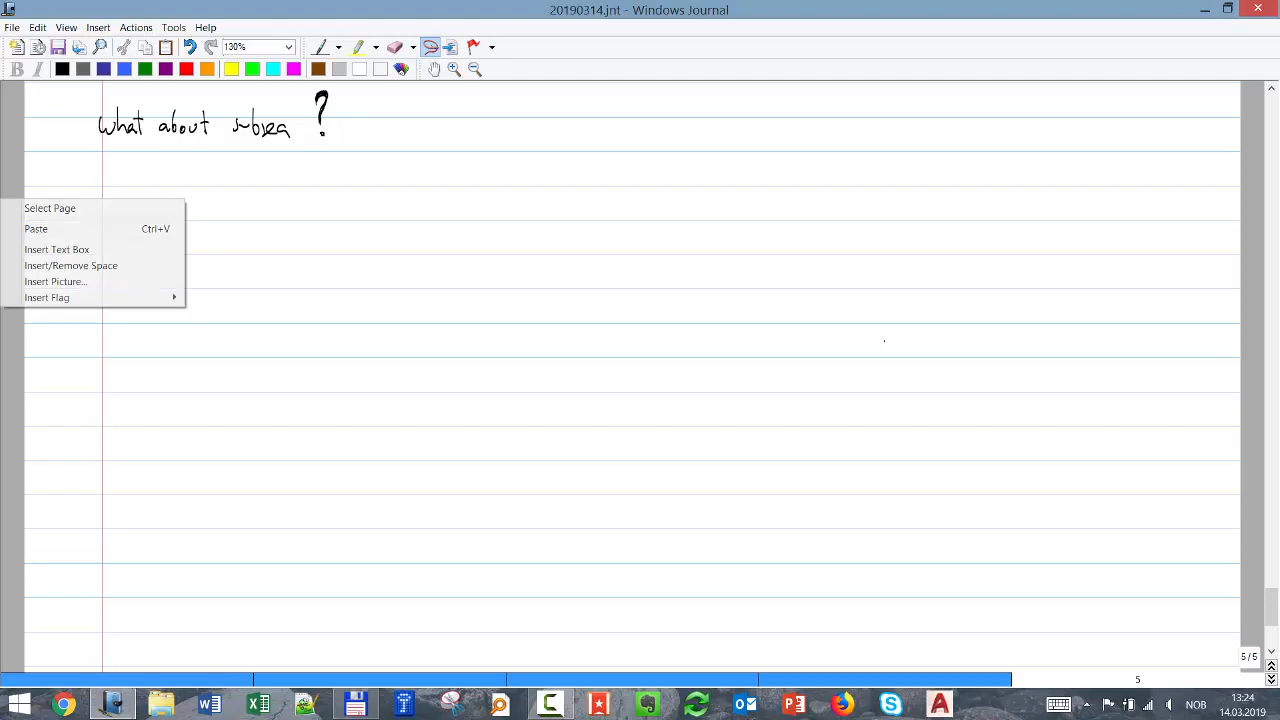 20190314.jnt - Windows Journal
File Edit View Insert Actions Tools Help
130%
B I
What about subsea ?
Select Page
Paste Ctrl+V
Insert Text Box
Insert/Remove Space
Insert Picture...
Insert Flag
5/5
5
NOB
13:24
14.03.2019